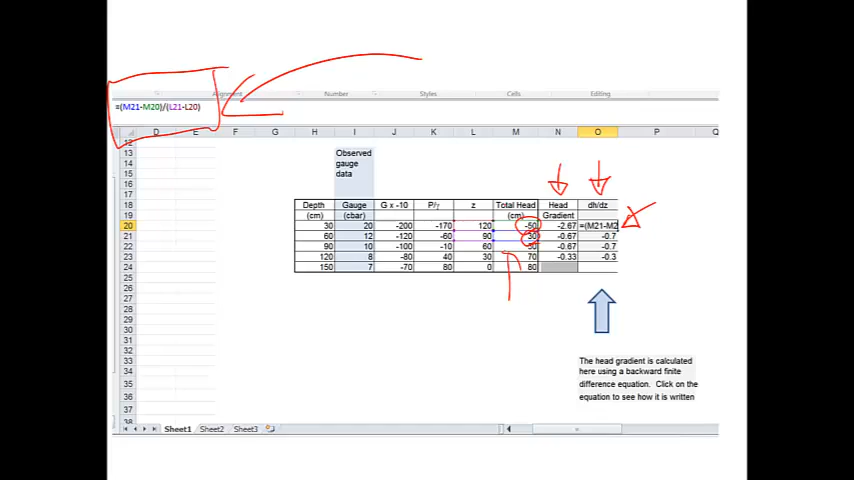 Alignment Number Styles Cells Editing
=(M21-M20)/(L21-L20)
D E F G H I J K L M N O P Q
12
13 Observed
14 gauge
15 data
16
17
18 Depth Gauge G x -10 P/γ z Total Head Head dh/dz
19 (cm) (cbar) (cm) Gradient
20 30 20 -200 -170 120 -50 -2.67 =(M21-M2
21 60 12 -120 -60 90 30 -0.67 -0.7
22 90 10 -100 -10 60 50 -0.67 -0.7
23 120 8 -80 40 30 70 -0.33 -0.3
24 150 7 -70 80 0 80
25
26
27
28
29
30
31
32
33 The head gradient is calculated
34 here using a backward finite
35 difference equation. Click on the
36 equation to see how it is written
37
38
Sheet1 Sheet2 Sheet3